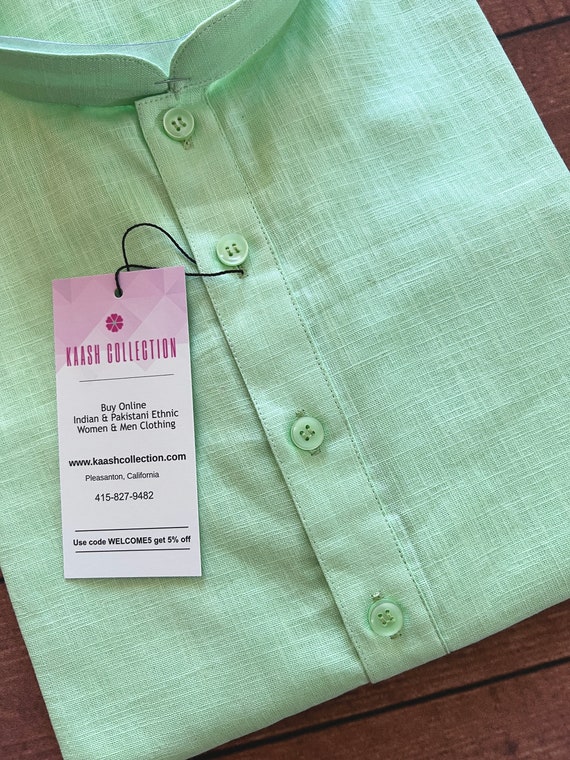 KAASH COLLECTION
Buy Online
Indian & Pakistani Ethnic
Women & Men Clothing
www.kaashcollection.com
Pleasanton, California
415-827-9482
Use code WELCOME5 get 5% off